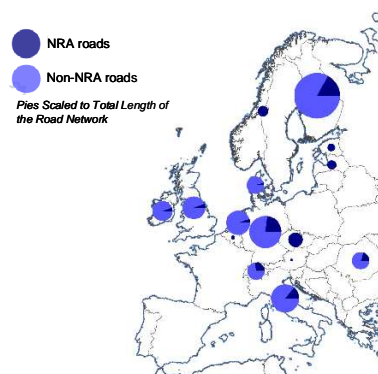 NRA roads
Non-NRA roads
Pies Scaled to Total Length of
the Road Network